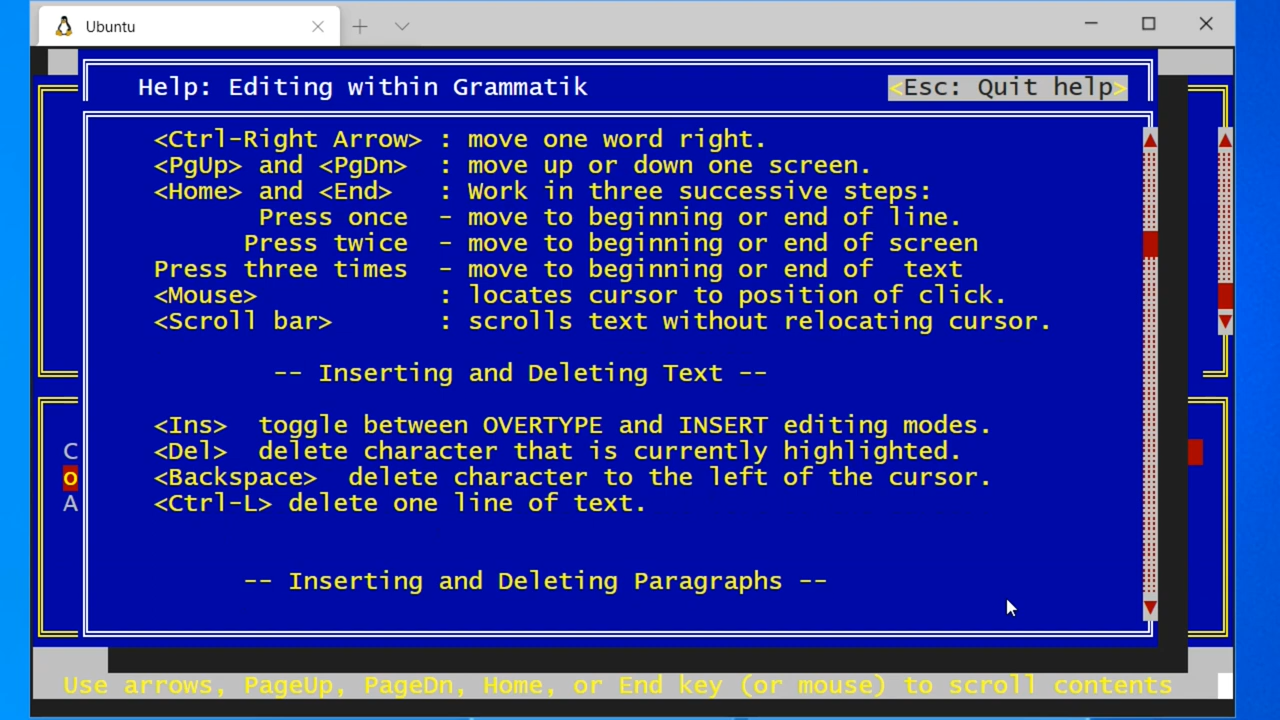 Ubuntu
Help: Editing within Grammatik <Esc: Quit help>
<Ctrl-Right Arrow> : move one word right.
<PgUp> and <PgDn> : move up or down one screen.
<Home> and <End> : Work in three successive steps:
Press once - move to beginning or end of line.
Press twice - move to beginning or end of screen
Press three times - move to beginning or end of text
<Mouse> : locates cursor to position of click.
<Scroll bar> : scrolls text without relocating cursor.
-- Inserting and Deleting Text --
<Ins> toggle between OVERTYPE and INSERT editing modes.
<Del> delete character that is currently highlighted.
C
<Backspace> delete character to the left of the cursor.
o
<Ctrl-L> delete one line of text.
A
-- Inserting and Deleting Paragraphs --
Use arrows, PageUp, PageDn, Home, or End key (or mouse) to scroll contents